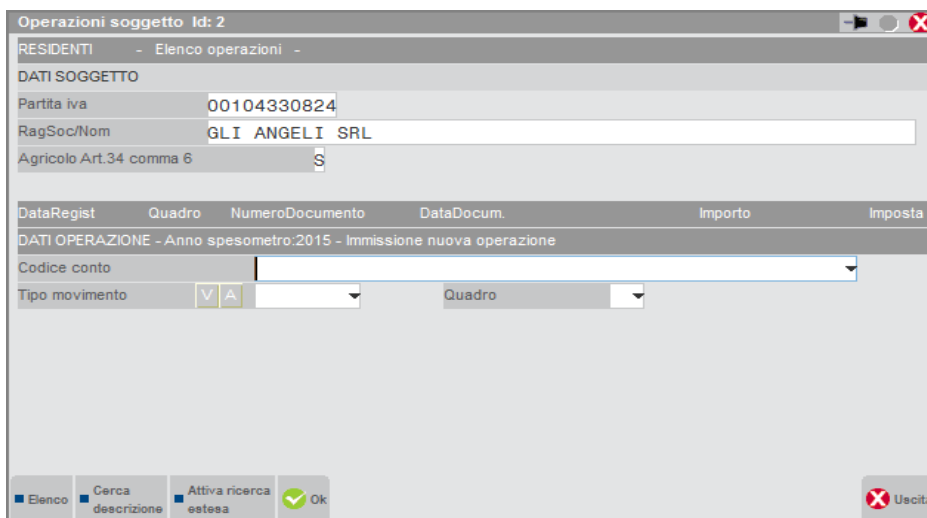 Operazioni soggetto Id: 2
RESIDENTI - Elenco operazioni -
DATI SOGGETTO
Partita iva 00104330824
RagSoc/Nom GLI ANGELI SRL
Agricolo Art.34 comma 6 S
DataRegist Quadro NumeroDocumento DataDocum. Importo Imposta
DATI OPERAZIONE - Anno spesometro:2015 - Immissione nuova operazione
Codice conto
Tipo movimento V A Quadro
Elenco Cerca descrizione Attiva ricerca estesa Ok Uscita